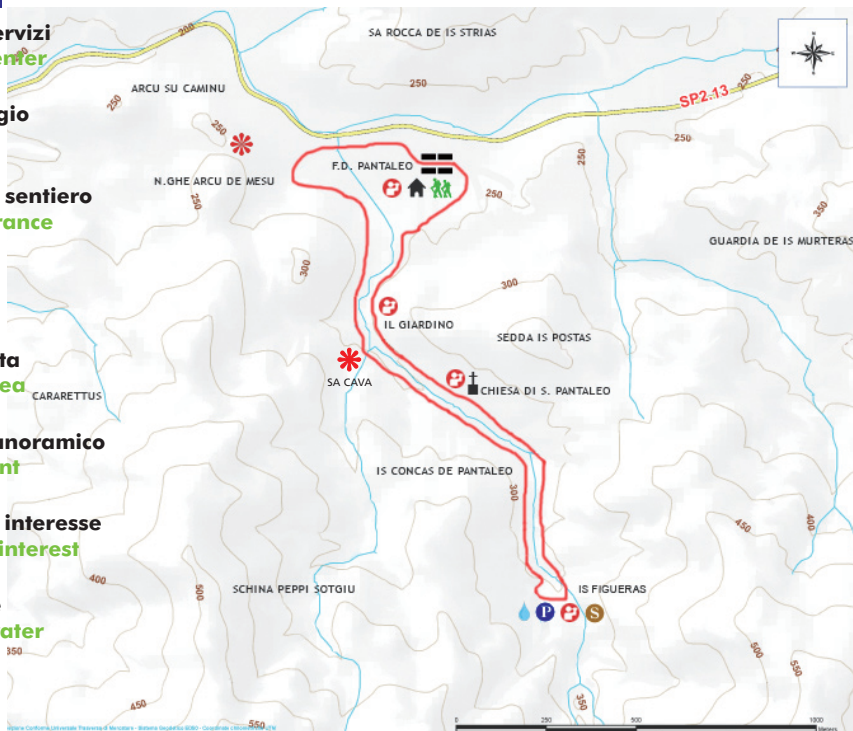 ervizi
enter
gio
sentiero
rance
ta
ea
anoramico
nt
interesse
interest
ater
SA ROCCA DE IS STRIAS
200
200
250
ARCU SU CAMINU
250
250
SP2.13
250
250
250
F.D. PANTALEO
N.GHE ARCU DE MESU
250
250
350
GUARDIA DE IS MURTERAS
300
300
IL GIARDINO
SEDDA IS POSTAS
SA CAVA
CARARETTUS
CHIESA DI S. PANTALEO
IS CONCAS DE PANTALEO
300
450
400
400
500
SCHINA PEPPI SOTGIU
IS FIGUERAS
P
S
350
500
550
450
350
550
0 250 500 1000
Meters